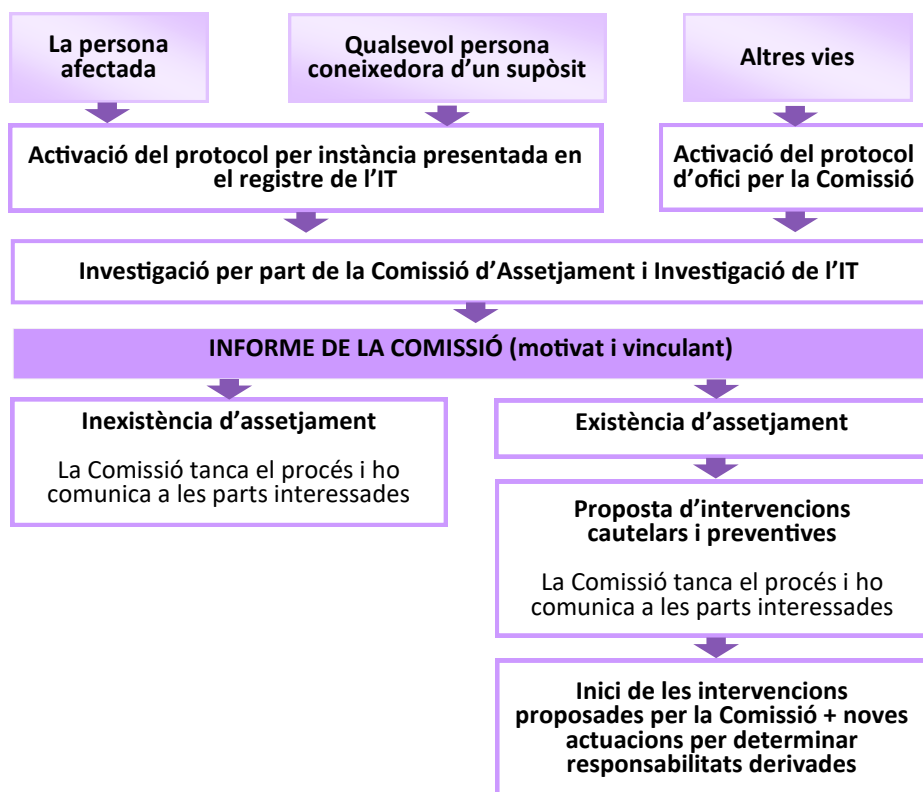 La persona
afectada
Qualsevol persona
coneixedora d’un supòsit
Altres vies
Activació del protocol per instància presentada en
el registre de l’IT
Activació del protocol
d’ofici per la Comissió
Investigació per part de la Comissió d’Assetjament i Investigació de l’IT
INFORME DE LA COMISSIÓ (motivat i vinculant)
Inexistència d’assetjament
La Comissió tanca el procés i ho
comunica a les parts interessades
Existència d’assetjament
Proposta d’intervencions
cautelars i preventives
La Comissió tanca el procés i ho
comunica a les parts interessades
Inici de les intervencions
proposades per la Comissió + noves
actuacions per determinar
responsabilitats derivades